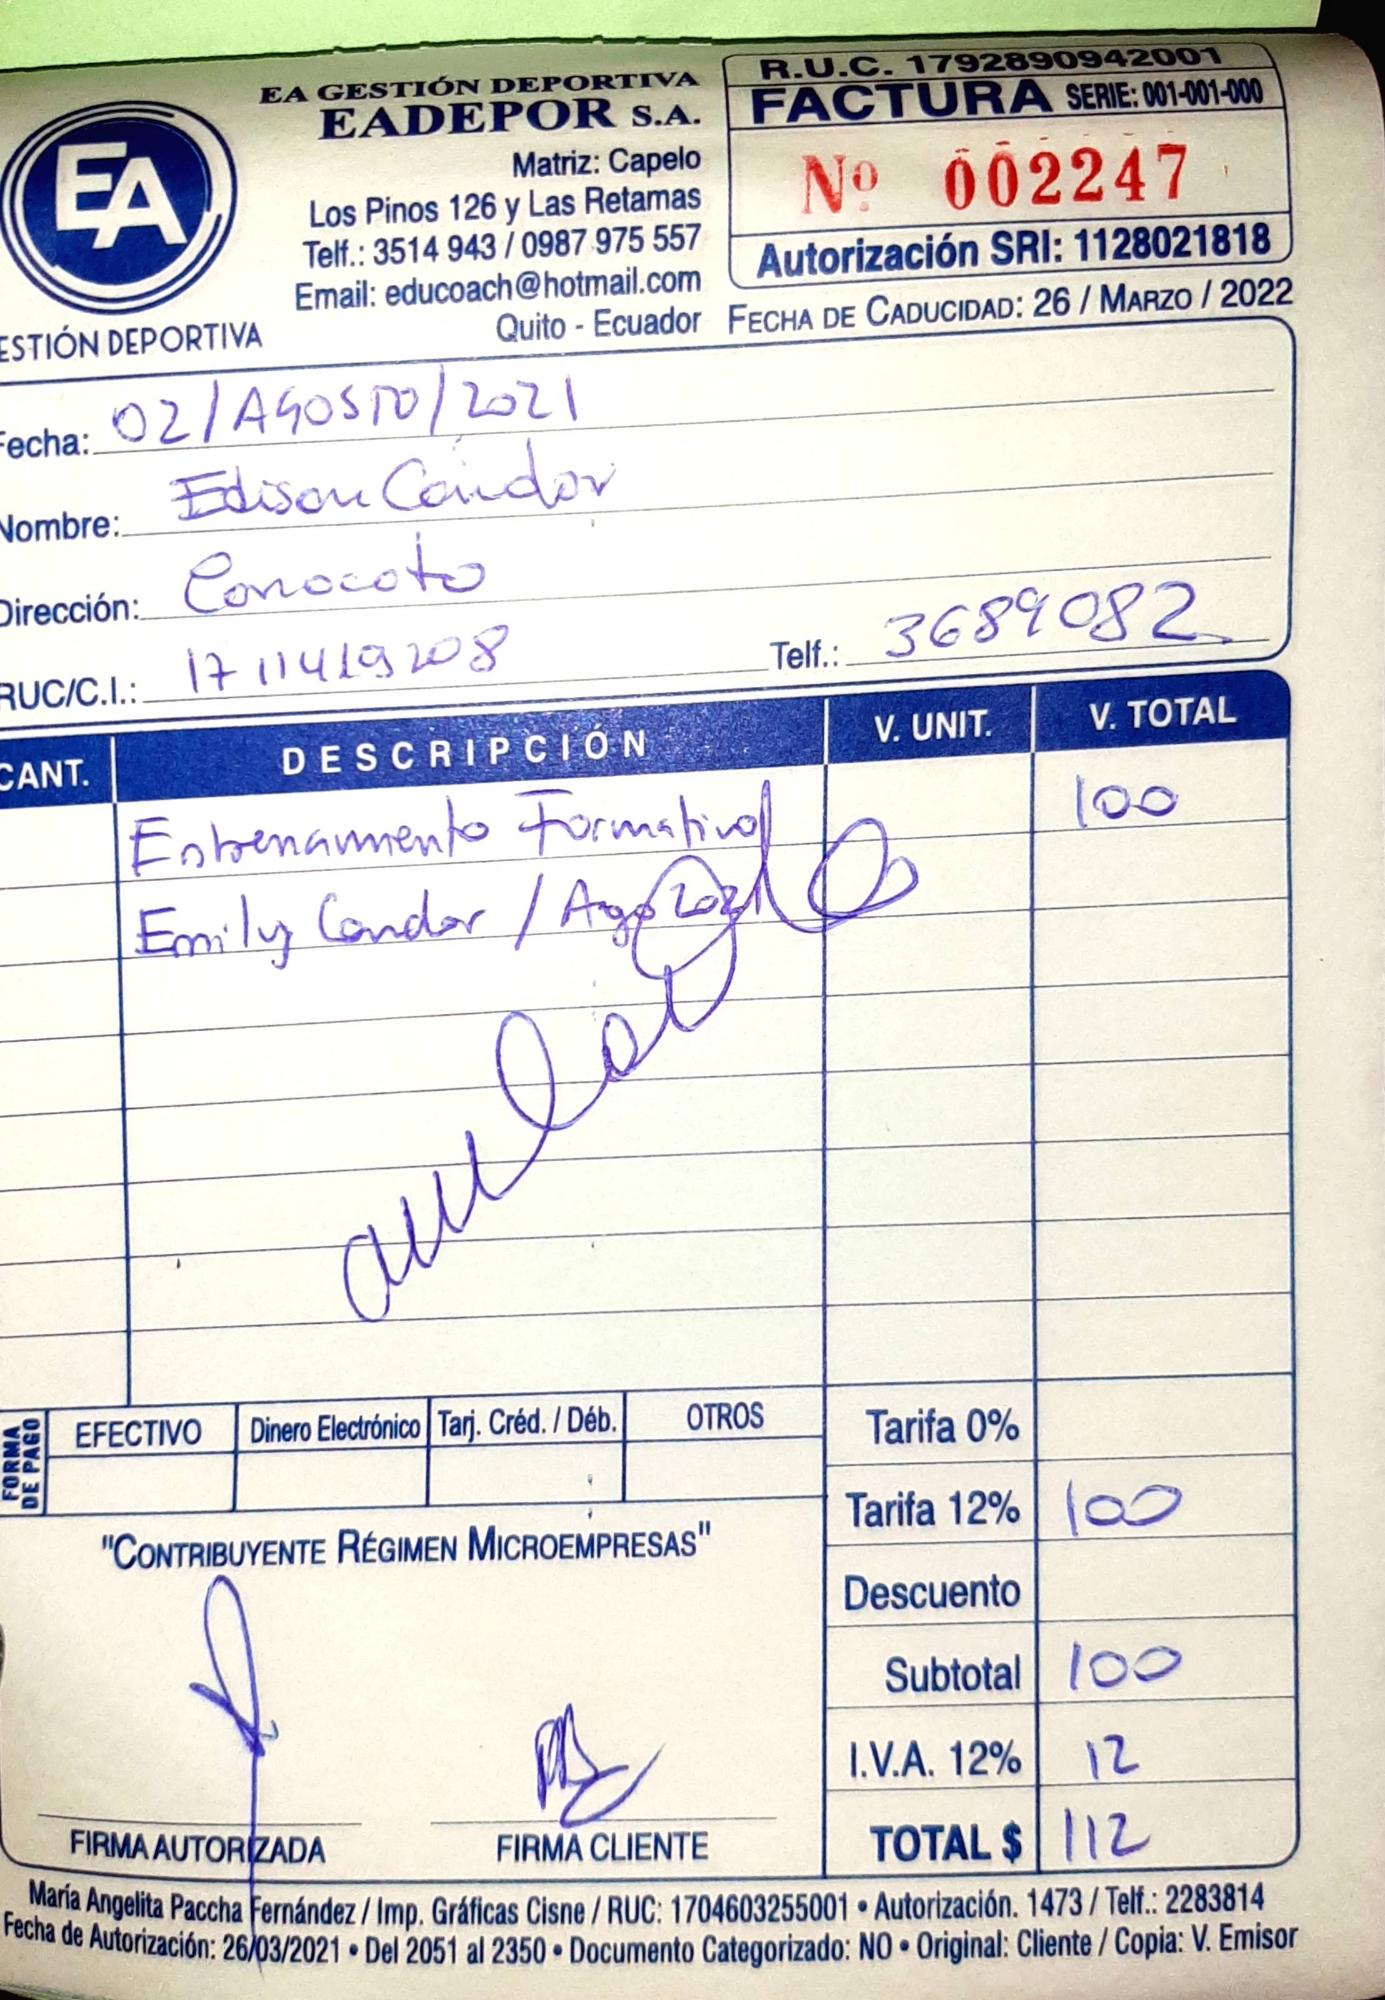 EA GESTIÓN DEPORTIVA
EADEPOR S.A.
Matriz: Capelo
Los Pinos 126 y Las Retamas
Telf.: 3514 943 / 0987 975 557
Email: educoach@hotmail.com
Quito - Ecuador
EA
ESTIÓN DEPORTIVA
R.U.C. 1792890942001
FACTURA SERIE: 001-001-000
Nº 002247
Autorización SRI: 1128021818
FECHA DE CADUCIDAD: 26 / MARZO / 2022
Fecha: 02/AGOSTO/2021
Nombre: Edison Cóndor
Dirección: Conocoto
RUC/C.I.: 1711419208 Telf.: 3689082
CANT. DESCRIPCIÓN V. UNIT. V. TOTAL
Entrenamiento Formativo 100
Emily Condor / Ago 2021
anulada
FORMA DE PAGO
EFECTIVO Dinero Electrónico Tarj. Créd. / Déb. OTROS
Tarifa 0%
Tarifa 12% 100
Descuento
Subtotal 100
I.V.A. 12% 12
TOTAL $ 112
"CONTRIBUYENTE RÉGIMEN MICROEMPRESAS"
FIRMA AUTORIZADA FIRMA CLIENTE
María Angelita Paccha Fernández / Imp. Gráficas Cisne / RUC: 1704603255001 • Autorización. 1473 / Telf.: 2283814
Fecha de Autorización: 26/03/2021 • Del 2051 al 2350 • Documento Categorizado: NO • Original: Cliente / Copia: V. Emisor